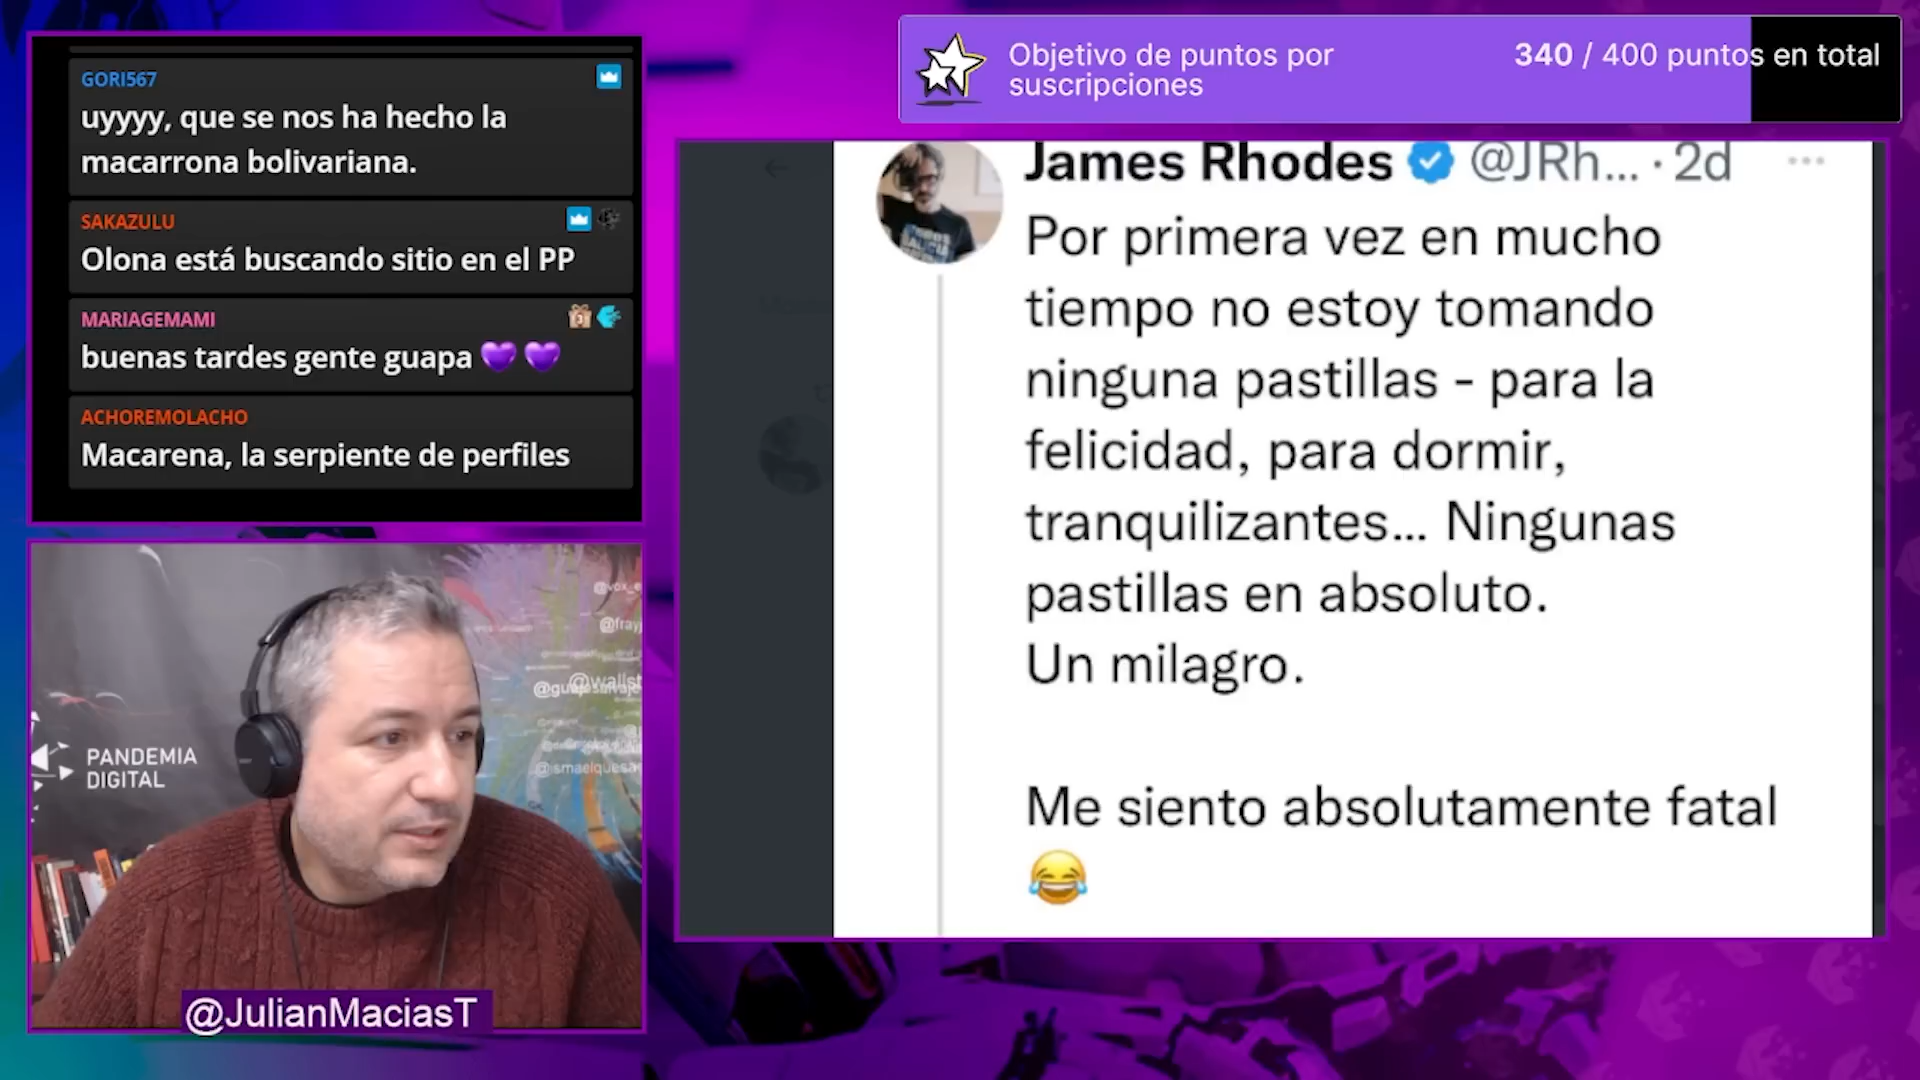 GORI567
uyyyy, que se nos ha hecho la
macarrona bolivariana.
SAKAZULU
Olona está buscando sitio en el PP
MARIAGEMAMI
buenas tardes gente guapa 💜 💜
ACHOREMOLACHO
Macarena, la serpiente de perfiles
Objetivo de puntos por
suscripciones
340 / 400 puntos en total
James Rhodes @JRh... · 2d
Por primera vez en mucho
tiempo no estoy tomando
ninguna pastillas - para la
felicidad, para dormir,
tranquilizantes... Ningunas
pastillas en absoluto.
Un milagro.
Me siento absolutamente fatal
😂
PANDEMIA
DIGITAL
@vox_e
@frayj
@wallst
@JulianMaciasT